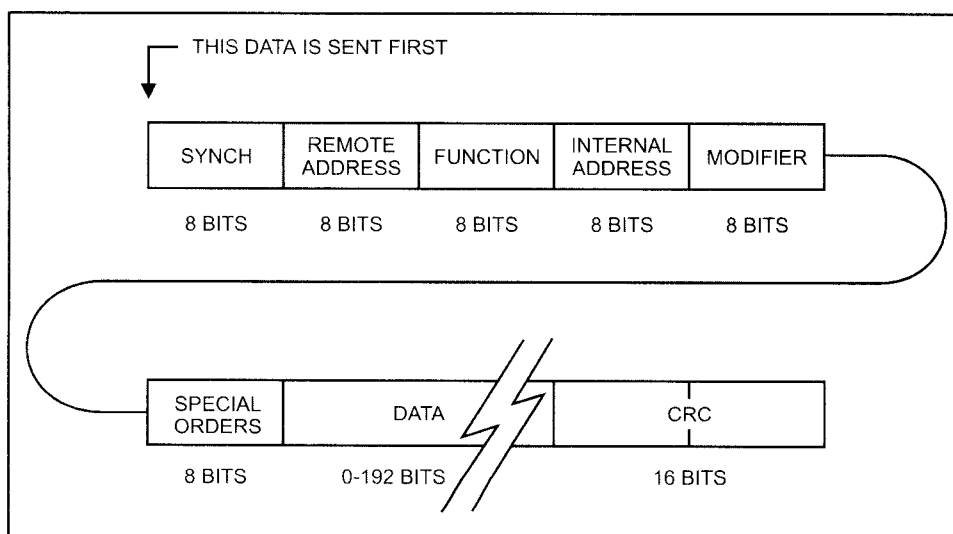 THIS DATA IS SENT FIRST
SYNCH
REMOTE
ADDRESS
FUNCTION
INTERNAL
ADDRESS
MODIFIER
8 BITS
8 BITS
8 BITS
8 BITS
8 BITS
SPECIAL
ORDERS
DATA
CRC
8 BITS
0-192 BITS
16 BITS